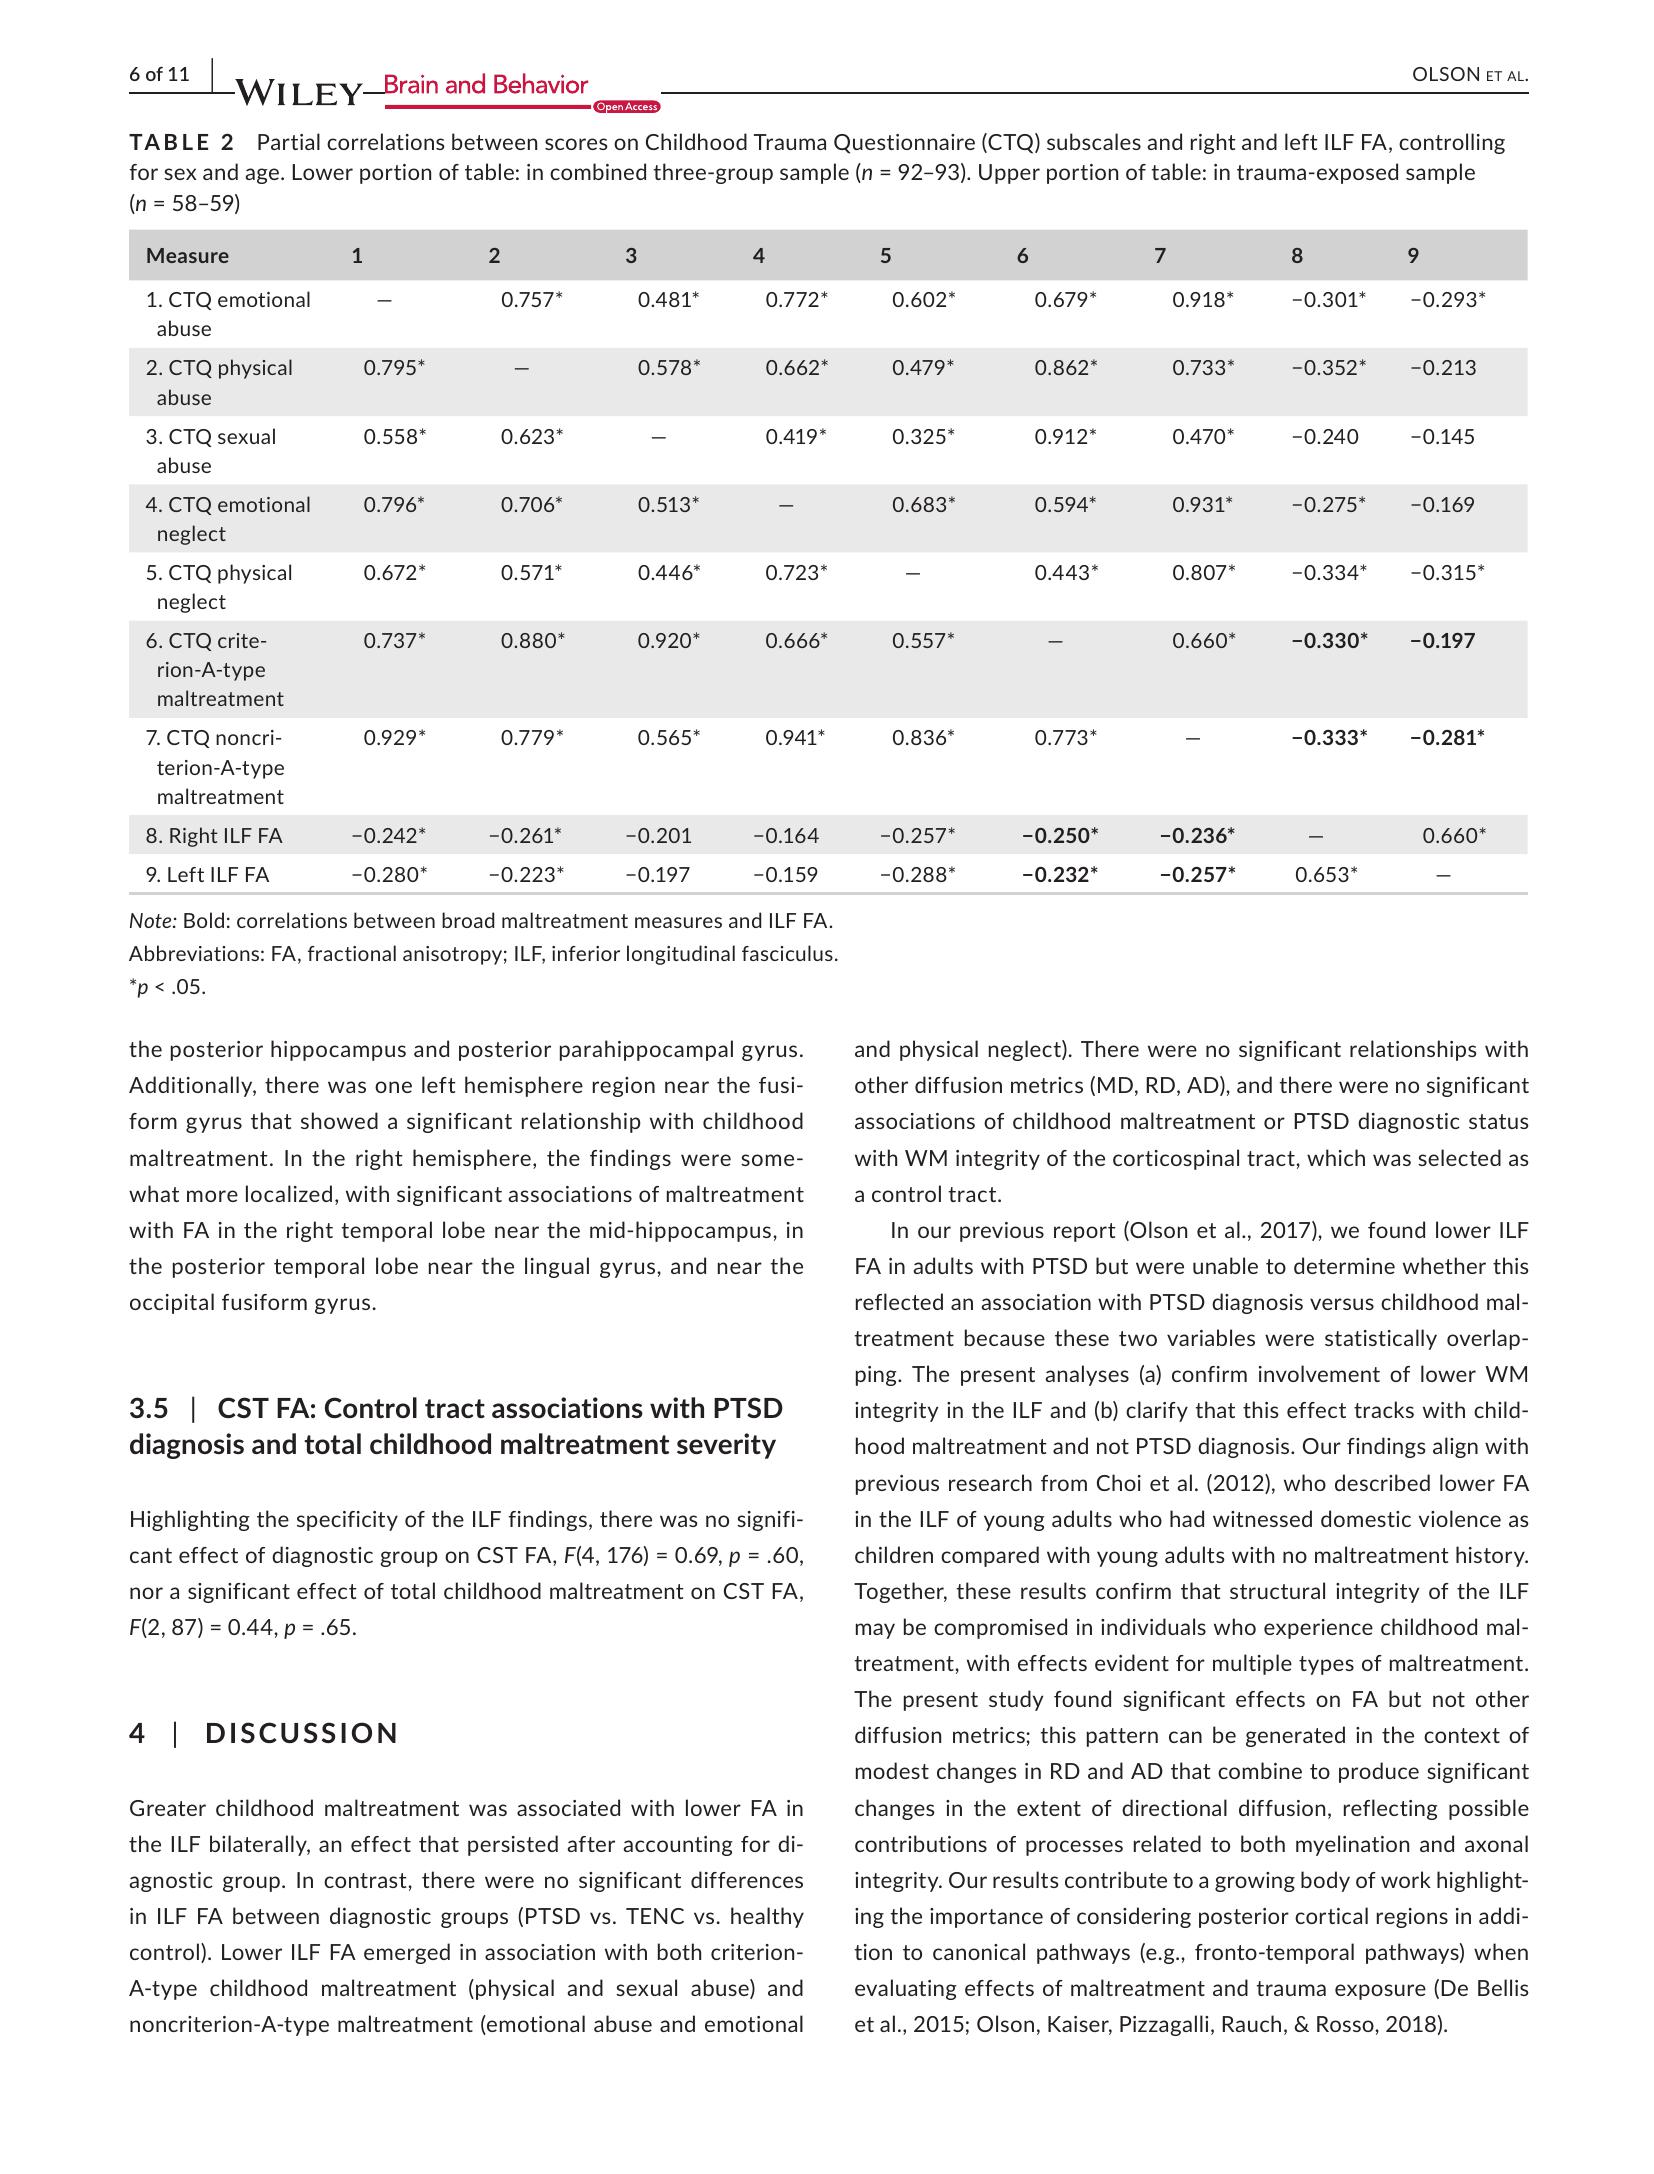 6 of 11
WILEY
Brain and Behavior
Open Access
OLSON ET AL.
TABLE 2 Partial correlations between scores on Childhood Trauma Questionnaire (CTQ) subscales and right and left ILF FA, controlling
for sex and age. Lower portion of table: in combined three-group sample (n = 92–93). Upper portion of table: in trauma-exposed sample
(n = 58–59)
Measure 1 2 3 4 5 6 7 8 9
1. CTQ emotional — 0.757* 0.481* 0.772* 0.602* 0.679* 0.918* −0.301* −0.293*
abuse
2. CTQ physical 0.795* — 0.578* 0.662* 0.479* 0.862* 0.733* −0.352* −0.213
abuse
3. CTQ sexual 0.558* 0.623* — 0.419* 0.325* 0.912* 0.470* −0.240 −0.145
abuse
4. CTQ emotional 0.796* 0.706* 0.513* — 0.683* 0.594* 0.931* −0.275* −0.169
neglect
5. CTQ physical 0.672* 0.571* 0.446* 0.723* — 0.443* 0.807* −0.334* −0.315*
neglect
6. CTQ crite- 0.737* 0.880* 0.920* 0.666* 0.557* — 0.660* −0.330* −0.197
rion-A-type
maltreatment
7. CTQ noncri- 0.929* 0.779* 0.565* 0.941* 0.836* 0.773* — −0.333* −0.281*
terion-A-type
maltreatment
8. Right ILF FA −0.242* −0.261* −0.201 −0.164 −0.257* −0.250* −0.236* — 0.660*
9. Left ILF FA −0.280* −0.223* −0.197 −0.159 −0.288* −0.232* −0.257* 0.653* —
Note: Bold: correlations between broad maltreatment measures and ILF FA.
Abbreviations: FA, fractional anisotropy; ILF, inferior longitudinal fasciculus.
*p < .05.
the posterior hippocampus and posterior parahippocampal gyrus.
Additionally, there was one left hemisphere region near the fusi-
form gyrus that showed a significant relationship with childhood
maltreatment. In the right hemisphere, the findings were some-
what more localized, with significant associations of maltreatment
with FA in the right temporal lobe near the mid-hippocampus, in
the posterior temporal lobe near the lingual gyrus, and near the
occipital fusiform gyrus.
3.5 | CST FA: Control tract associations with PTSD
diagnosis and total childhood maltreatment severity
Highlighting the specificity of the ILF findings, there was no signifi-
cant effect of diagnostic group on CST FA, F(4, 176) = 0.69, p = .60,
nor a significant effect of total childhood maltreatment on CST FA,
F(2, 87) = 0.44, p = .65.
4 | DISCUSSION
Greater childhood maltreatment was associated with lower FA in
the ILF bilaterally, an effect that persisted after accounting for di-
agnostic group. In contrast, there were no significant differences
in ILF FA between diagnostic groups (PTSD vs. TENC vs. healthy
control). Lower ILF FA emerged in association with both criterion-
A-type childhood maltreatment (physical and sexual abuse) and
noncriterion-A-type maltreatment (emotional abuse and emotional
and physical neglect). There were no significant relationships with
other diffusion metrics (MD, RD, AD), and there were no significant
associations of childhood maltreatment or PTSD diagnostic status
with WM integrity of the corticospinal tract, which was selected as
a control tract.
In our previous report (Olson et al., 2017), we found lower ILF
FA in adults with PTSD but were unable to determine whether this
reflected an association with PTSD diagnosis versus childhood mal-
treatment because these two variables were statistically overlap-
ping. The present analyses (a) confirm involvement of lower WM
integrity in the ILF and (b) clarify that this effect tracks with child-
hood maltreatment and not PTSD diagnosis. Our findings align with
previous research from Choi et al. (2012), who described lower FA
in the ILF of young adults who had witnessed domestic violence as
children compared with young adults with no maltreatment history.
Together, these results confirm that structural integrity of the ILF
may be compromised in individuals who experience childhood mal-
treatment, with effects evident for multiple types of maltreatment.
The present study found significant effects on FA but not other
diffusion metrics; this pattern can be generated in the context of
modest changes in RD and AD that combine to produce significant
changes in the extent of directional diffusion, reflecting possible
contributions of processes related to both myelination and axonal
integrity. Our results contribute to a growing body of work highlight-
ing the importance of considering posterior cortical regions in addi-
tion to canonical pathways (e.g., fronto-temporal pathways) when
evaluating effects of maltreatment and trauma exposure (De Bellis
et al., 2015; Olson, Kaiser, Pizzagalli, Rauch, & Rosso, 2018).